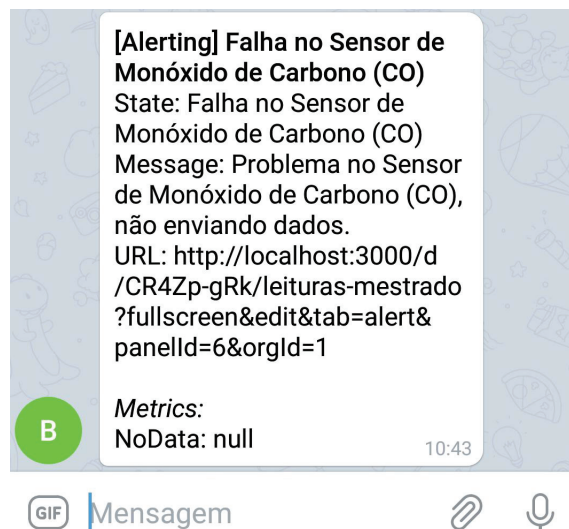 [Alerting] Falha no Sensor de
Monóxido de Carbono (CO)
State: Falha no Sensor de
Monóxido de Carbono (CO)
Message: Problema no Sensor
de Monóxido de Carbono (CO),
não enviando dados.
URL: http://localhost:3000/d
/CR4Zp-gRk/leituras-mestrado
?fullscreen&edit&tab=alert&
panelId=6&orgId=1
Metrics:
NoData: null
B
10:43
GIF
Mensagem